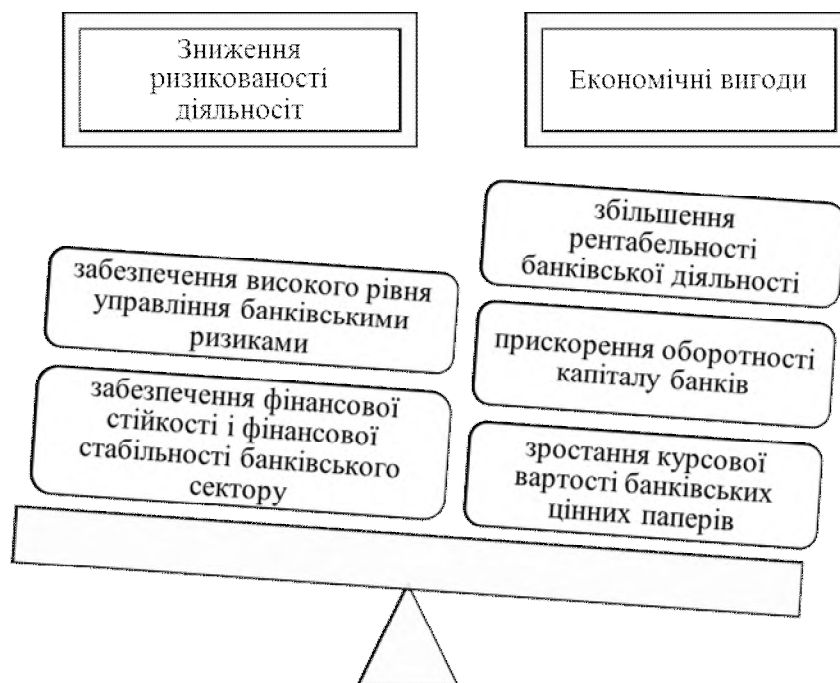 Зниження
ризикованості
діяльносіт
Економічні вигоди
забезпечення високого рівня
управління банківськими
ризиками
забезпечення фінансової
стійкості і фінансової
стабільності банківського
сектору
збільшення
рентабельності
банківської діяльності
прискорення оборотності
капіталу банків
зростання курсової
вартості банківських
цінних паперів